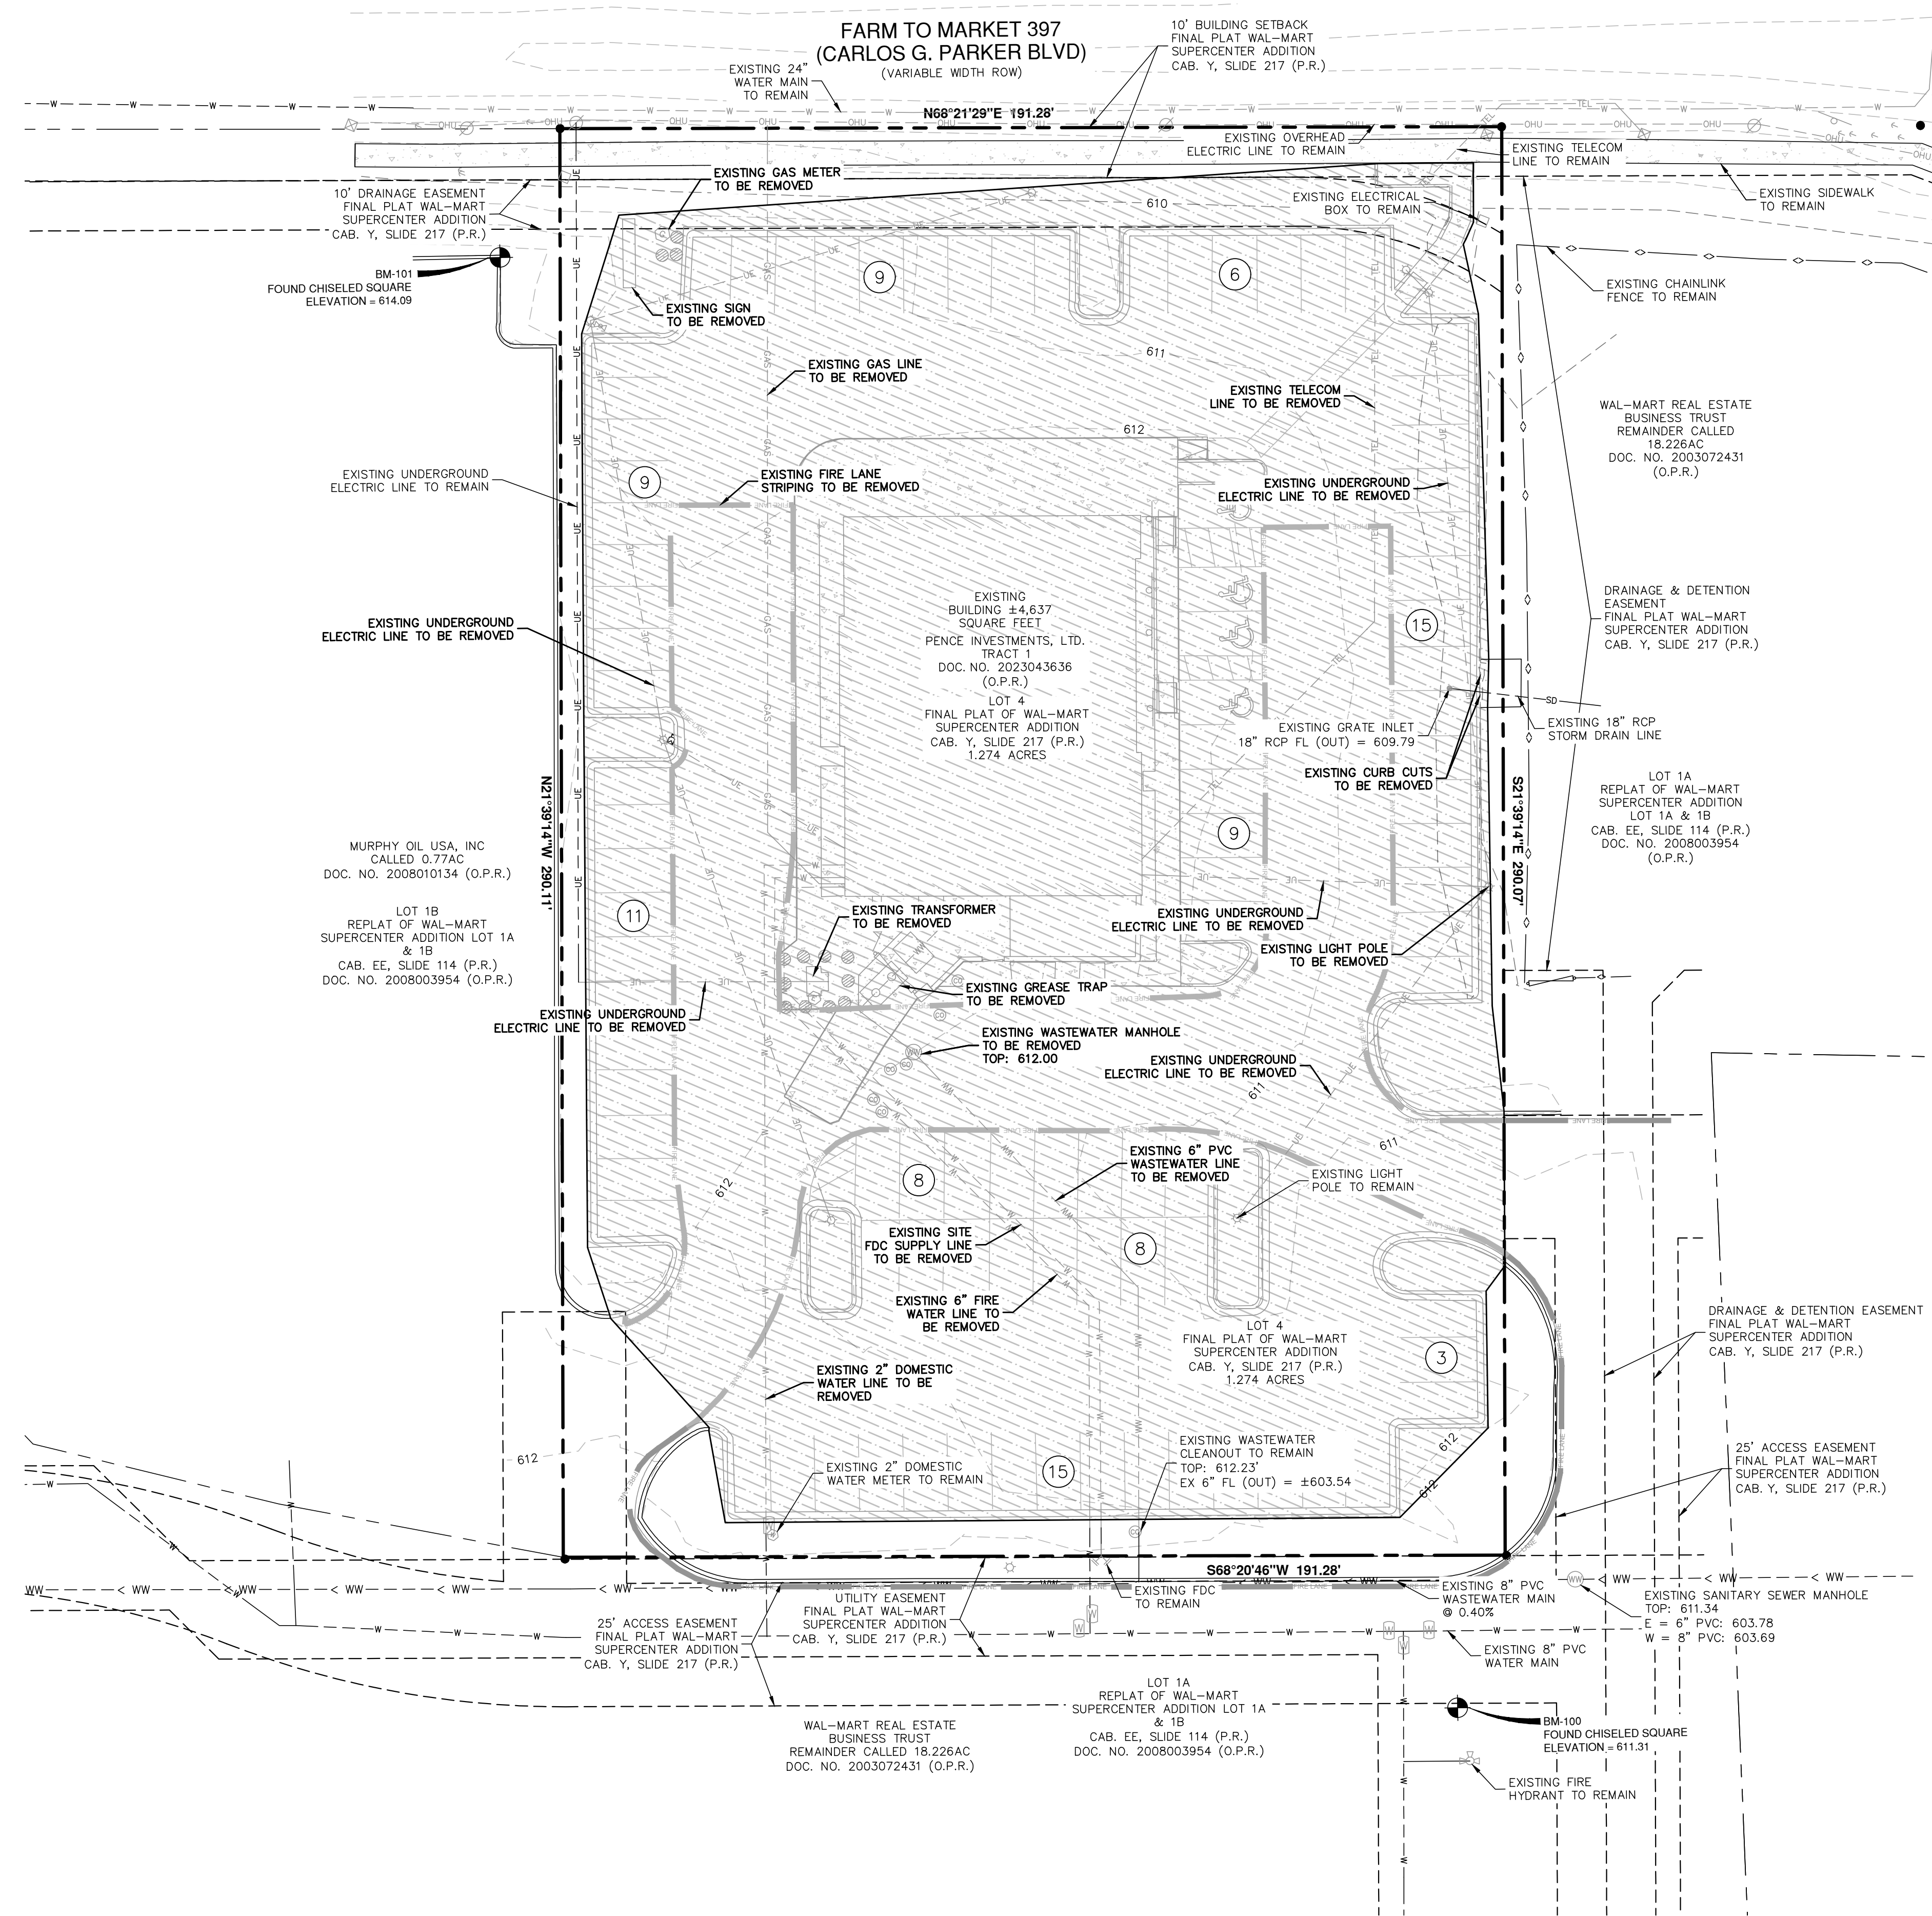 FARM TO MARKET 397
(CARLOS G. PARKER BLVD)
(VARIABLE WIDTH ROW)
10' BUILDING SETBACK
FINAL PLAT WAL-MART
SUPERCENTER ADDITION
CAB. Y, SLIDE 217 (P.R.)
EXISTING 24"
WATER MAIN
TO REMAIN
N68°21'29"E 191.28'
EXISTING OVERHEAD
ELECTRIC LINE TO REMAIN
EXISTING TELECOM
LINE TO REMAIN
EXISTING SIDEWALK
TO REMAIN
EXISTING GAS METER
TO BE REMOVED
10' DRAINAGE EASEMENT
FINAL PLAT WAL-MART
SUPERCENTER ADDITION
CAB. Y, SLIDE 217 (P.R.)
610
EXISTING ELECTRICAL
BOX TO REMAIN
BM-101
FOUND CHISELED SQUARE
ELEVATION = 614.09
9
6
EXISTING CHAINLINK
FENCE TO REMAIN
EXISTING SIGN
TO BE REMOVED
611
EXISTING GAS LINE
TO BE REMOVED
EXISTING TELECOM
LINE TO BE REMOVED
WAL-MART REAL ESTATE
BUSINESS TRUST
REMAINDER CALLED
18.226AC
DOC. NO. 2003072431
(O.P.R.)
612
EXISTING UNDERGROUND
ELECTRIC LINE TO REMAIN
9
EXISTING FIRE LANE
STRIPING TO BE REMOVED
EXISTING UNDERGROUND
ELECTRIC LINE TO BE REMOVED
EXISTING
BUILDING ±4,637
SQUARE FEET
PENCE INVESTMENTS, LTD.
TRACT 1
DOC. NO. 2023043636
(O.P.R.)
LOT 4
FINAL PLAT OF WAL-MART
SUPERCENTER ADDITION
CAB. Y, SLIDE 217 (P.R.)
1.274 ACRES
EXISTING UNDERGROUND
ELECTRIC LINE TO BE REMOVED
15
DRAINAGE & DETENTION
EASEMENT
FINAL PLAT WAL-MART
SUPERCENTER ADDITION
CAB. Y, SLIDE 217 (P.R.)
SD
EXISTING GRATE INLET
18" RCP FL (OUT) = 609.79
EXISTING 18" RCP
STORM DRAIN LINE
EXISTING CURB CUTS
TO BE REMOVED
N21°39'14"W 290.11'
S21°39'14"E 290.07'
LOT 1A
REPLAT OF WAL-MART
SUPERCENTER ADDITION
LOT 1A & 1B
CAB. EE, SLIDE 114 (P.R.)
DOC. NO. 2008003954
(O.P.R.)
9
MURPHY OIL USA, INC
CALLED 0.77AC
DOC. NO. 2008010134 (O.P.R.)
LOT 1B
REPLAT OF WAL-MART
SUPERCENTER ADDITION LOT 1A
& 1B
CAB. EE, SLIDE 114 (P.R.)
DOC. NO. 2008003954 (O.P.R.)
11
EXISTING TRANSFORMER
TO BE REMOVED
EXISTING UNDERGROUND
ELECTRIC LINE TO BE REMOVED
EXISTING LIGHT POLE
TO BE REMOVED
EXISTING GREASE TRAP
TO BE REMOVED
EXISTING UNDERGROUND
ELECTRIC LINE TO BE REMOVED
EXISTING WASTEWATER MANHOLE
TO BE REMOVED
TOP: 612.00
EXISTING UNDERGROUND
ELECTRIC LINE TO BE REMOVED
611
611
EXISTING 6" PVC
WASTEWATER LINE
TO BE REMOVED
EXISTING LIGHT
POLE TO REMAIN
612
8
EXISTING SITE
FDC SUPPLY LINE
TO BE REMOVED
8
EXISTING 6" FIRE
WATER LINE TO
BE REMOVED
LOT 4
FINAL PLAT OF WAL-MART
SUPERCENTER ADDITION
CAB. Y, SLIDE 217 (P.R.)
1.274 ACRES
3
DRAINAGE & DETENTION EASEMENT
FINAL PLAT WAL-MART
SUPERCENTER ADDITION
CAB. Y, SLIDE 217 (P.R.)
EXISTING 2" DOMESTIC
WATER LINE TO BE
REMOVED
612
EXISTING 2" DOMESTIC
WATER METER TO REMAIN
15
EXISTING WASTEWATER
CLEANOUT TO REMAIN
TOP: 612.23'
EX 6" FL (OUT) = ±603.54
612
612
25' ACCESS EASEMENT
FINAL PLAT WAL-MART
SUPERCENTER ADDITION
CAB. Y, SLIDE 217 (P.R.)
S68°20'46"W 191.28'
EXISTING FDC
TO REMAIN
EXISTING 8" PVC
WASTEWATER MAIN
@ 0.40%
EXISTING SANITARY SEWER MANHOLE
TOP: 611.34
E = 6" PVC: 603.78
W = 8" PVC: 603.69
UTILITY EASEMENT
FINAL PLAT WAL-MART
SUPERCENTER ADDITION
CAB. Y, SLIDE 217 (P.R.)
25' ACCESS EASEMENT
FINAL PLAT WAL-MART
SUPERCENTER ADDITION
CAB. Y, SLIDE 217 (P.R.)
EXISTING 8" PVC
WATER MAIN
LOT 1A
REPLAT OF WAL-MART
SUPERCENTER ADDITION LOT 1A
& 1B
CAB. EE, SLIDE 114 (P.R.)
DOC. NO. 2008003954 (O.P.R.)
WAL-MART REAL ESTATE
BUSINESS TRUST
REMAINDER CALLED 18.226AC
DOC. NO. 2003072431 (O.P.R.)
BM-100
FOUND CHISELED SQUARE
ELEVATION = 611.31
EXISTING FIRE
HYDRANT TO REMAIN